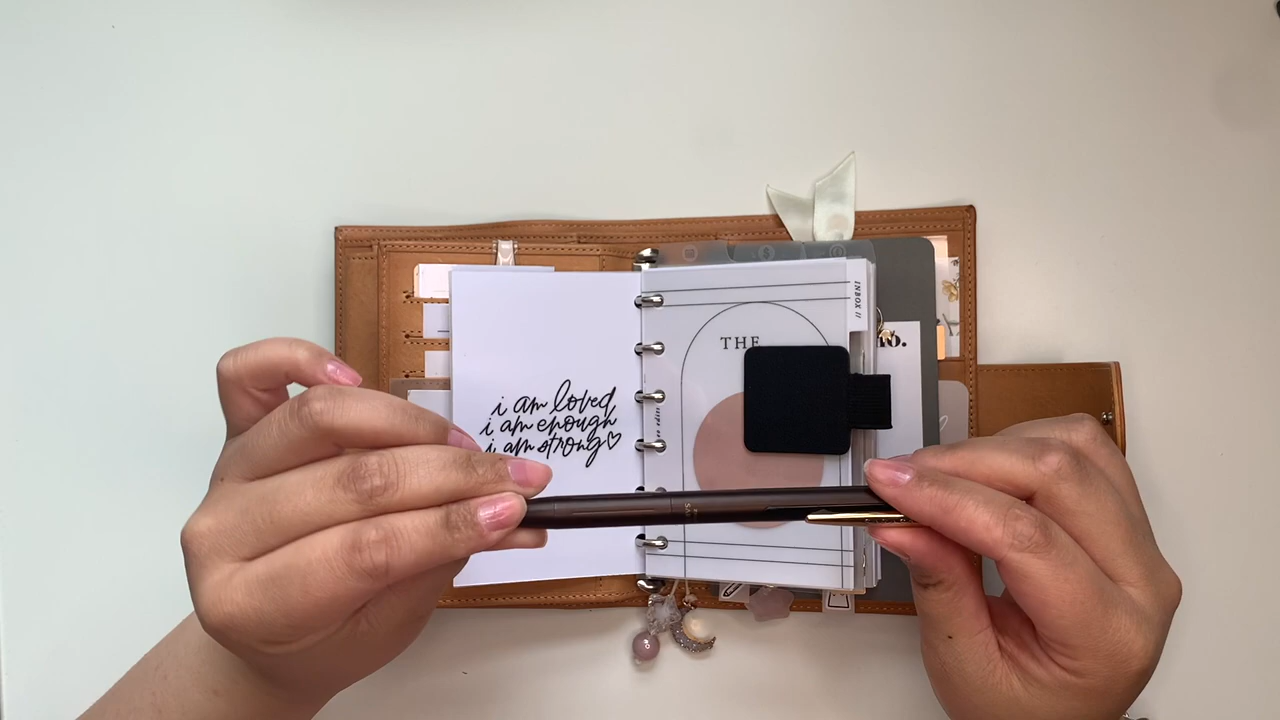 i am loved
i am enough
i am strong♡
THE
INBOX //